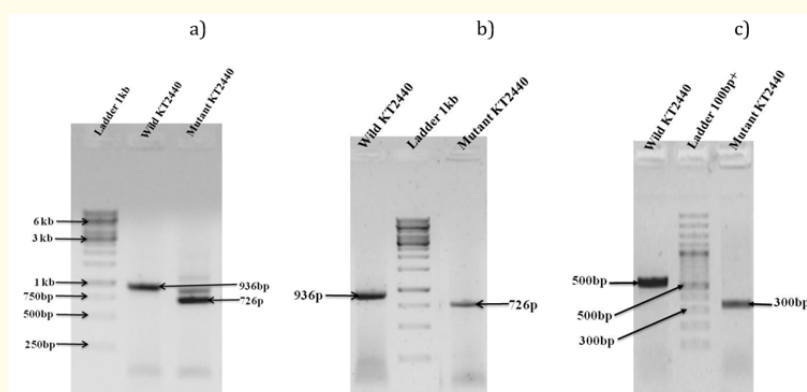 a)
Ladder 1kb
Wild KT2440
Mutant KT2440
6 kb
3 kb
1 kb
750bp
500bp
250bp
936bp
726p
b)
Wild KT2440
Ladder 1kb
Mutant KT2440
936p
726p
c)
Wild KT2440
Ladder 100bp+
Mutant KT2440
500bp
500bp
300bp
300bp